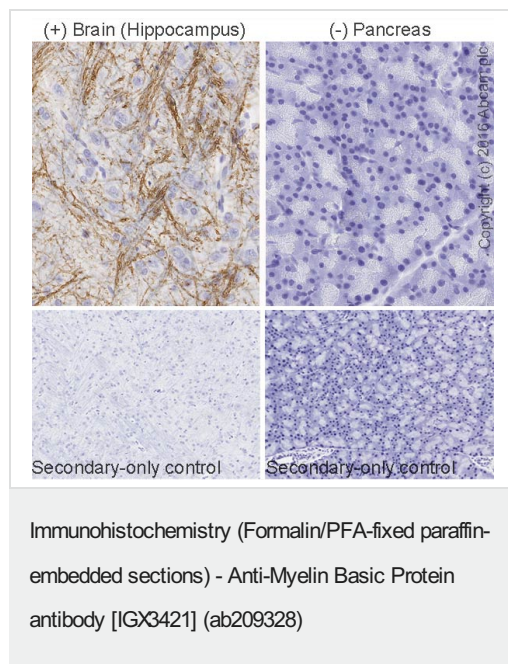 (+) Brain (Hippocampus)
(-) Pancreas
Copyright (c) 2016 Abcam plc
Secondary-only control
Secondary-only control
Immunohistochemistry (Formalin/PFA-fixed paraffin-
embedded sections) - Anti-Myelin Basic Protein
antibody [IGX3421] (ab209328)